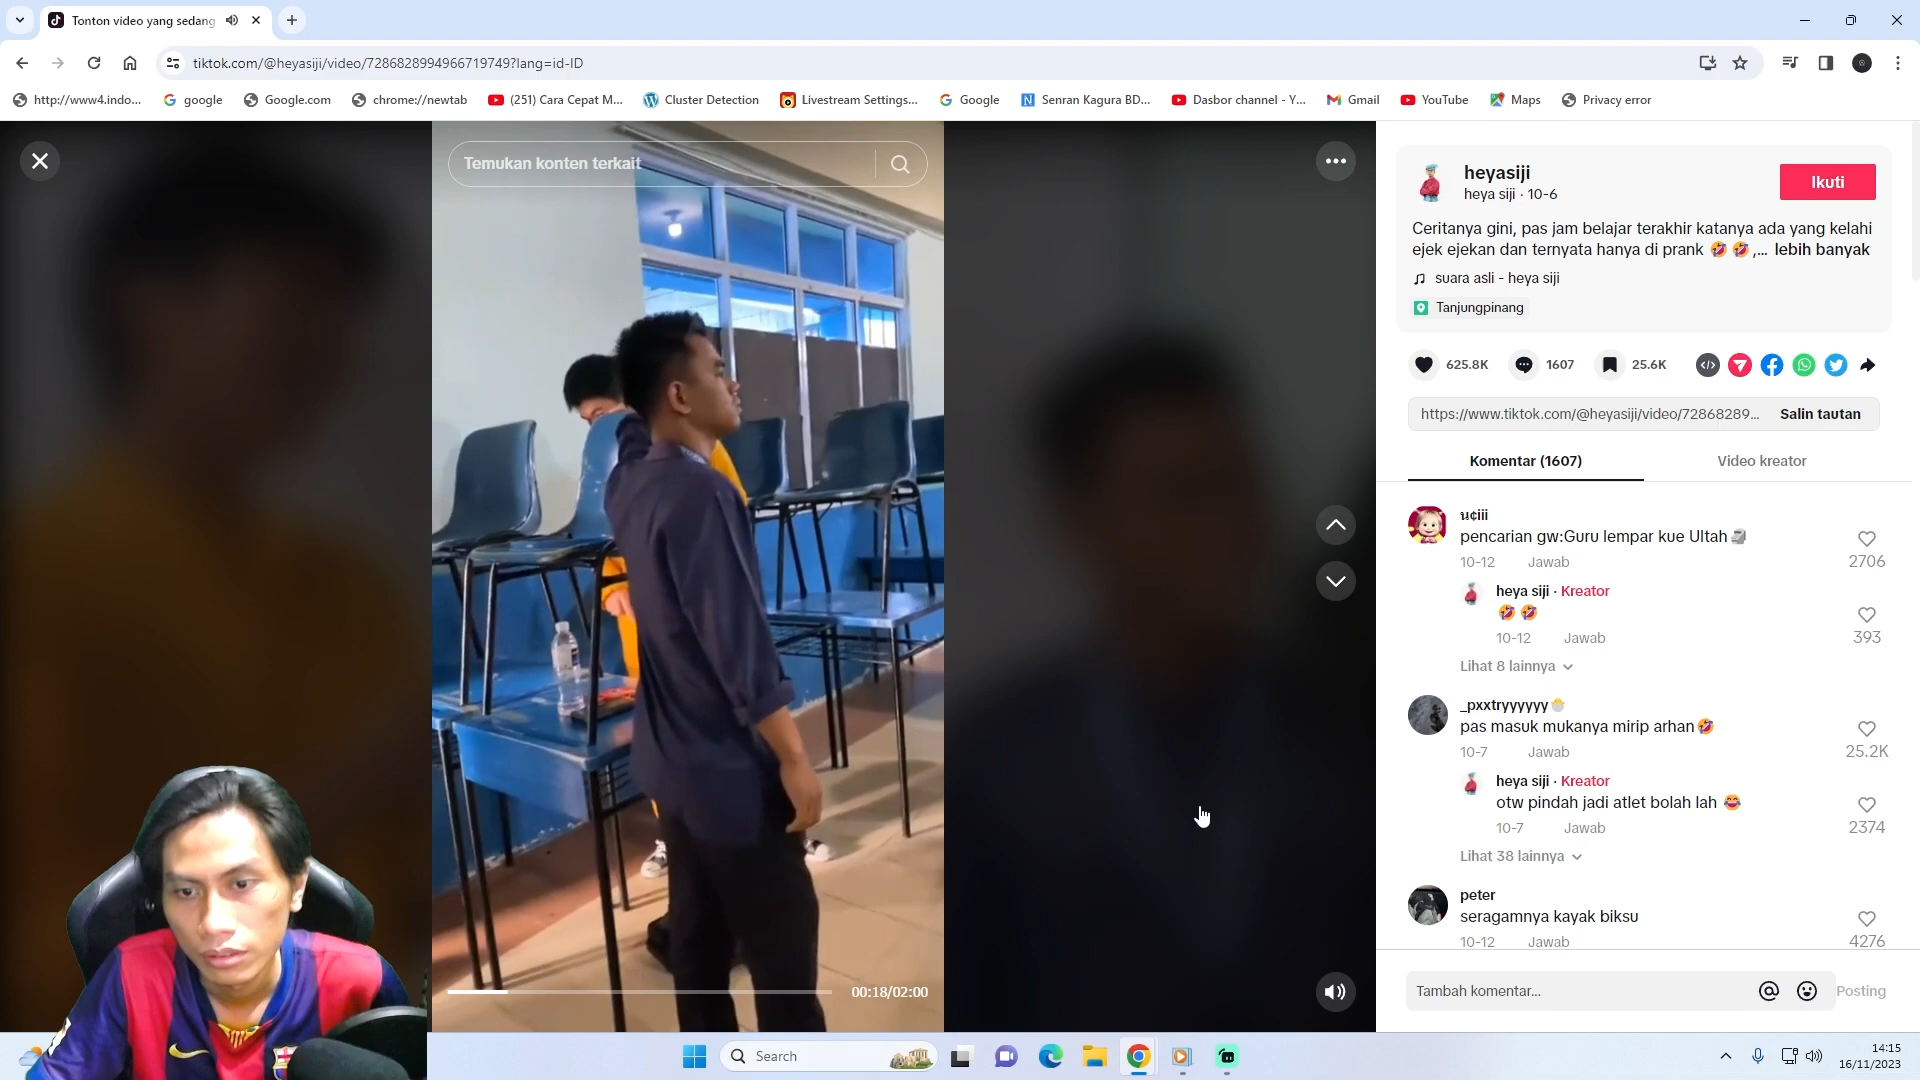 Tonton video yang sedang
tiktok.com/@heyasiji/video/7286828994966719749?lang=id-ID
http://www4.indo...
google
Google.com
chrome://newtab
(251) Cara Cepat M...
Cluster Detection
Livestream Settings...
Google
Senran Kagura BD...
Dasbor channel - Y...
Gmail
YouTube
Maps
Privacy error
Temukan konten terkait
heyasiji
heya siji · 10-6
Ikuti
Ceritanya gini, pas jam belajar terakhir katanya ada yang kelahi
ejek ejekan dan ternyata hanya di prank 🤣 🤣 ,... lebih banyak
suara asli - heya siji
Tanjungpinang
625.8K
1607
25.6K
https://www.tiktok.com/@heyasiji/video/72868289...
Salin tautan
Komentar (1607)
Video kreator
pencarian gw:Guru lempar kue Ultah🗿
10-12 Jawab
2706
heya siji · Kreator
🤣 🤣
10-12 Jawab
393
Lihat 8 lainnya
_pxxtryyyyyy🐣
pas masuk mukanya mirip arhan🤣
10-7 Jawab
25.2K
heya siji · Kreator
otw pindah jadi atlet bolah lah 😂
10-7 Jawab
2374
Lihat 38 lainnya
peter
seragamnya kayak biksu
10-12 Jawab
4276
00:18/02:00
Tambah komentar...
Posting
Search
14:15
16/11/2023